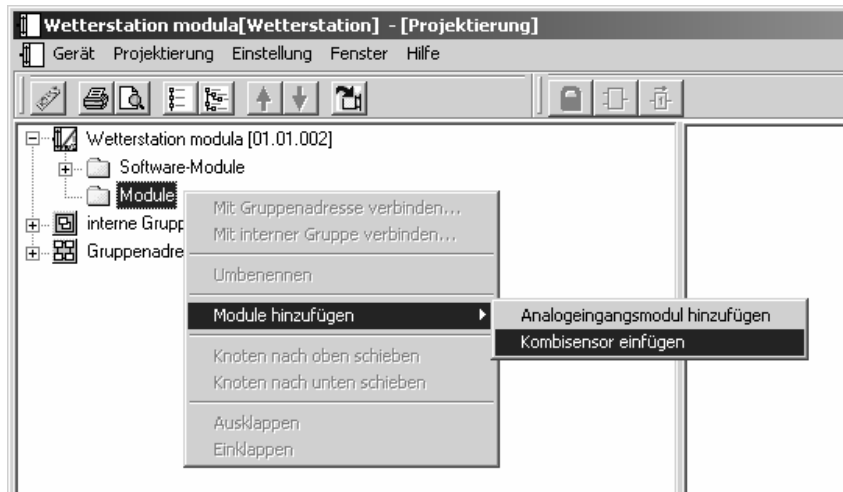 Wetterstation modula[Wetterstation] - [Projektierung]
Gerät Projektierung Einstellung Fenster Hilfe
Wetterstation modula [01.01.002]
Software-Module
Module
interne Grupp
Gruppenadre
Mit Gruppenadresse verbinden...
Mit interner Gruppe verbinden...
Umbenennen
Module hinzufügen
Analogeingangsmodul hinzufügen
Kombisensor einfügen
Knoten nach oben schieben
Knoten nach unten schieben
Ausklappen
Einklappen